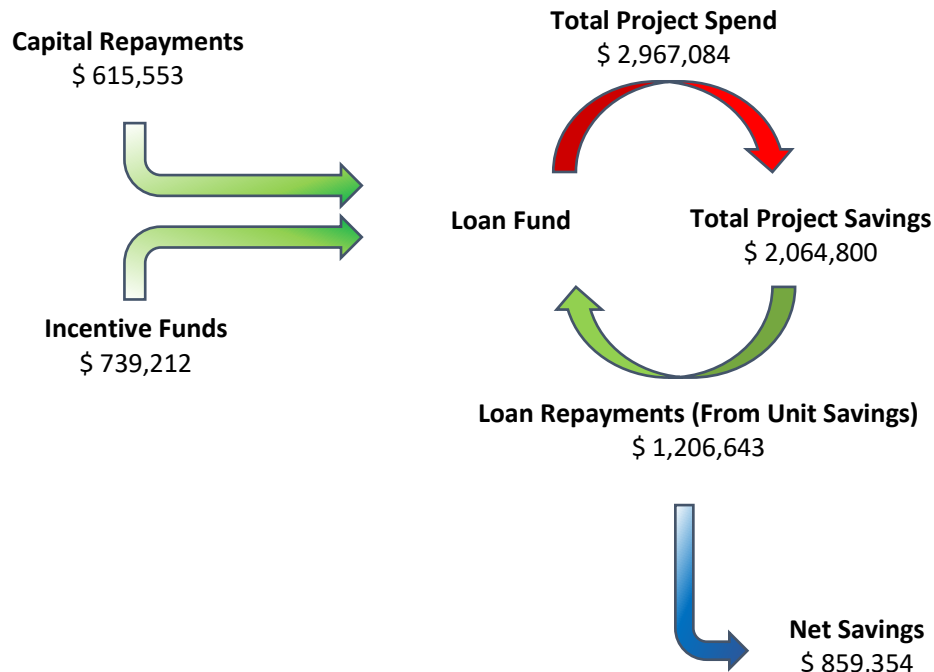 Capital Repayments
$ 615,553
Total Project Spend
$ 2,967,084
Loan Fund
Total Project Savings
$ 2,064,800
Incentive Funds
$ 739,212
Loan Repayments (From Unit Savings)
$ 1,206,643
Net Savings
$ 859,354